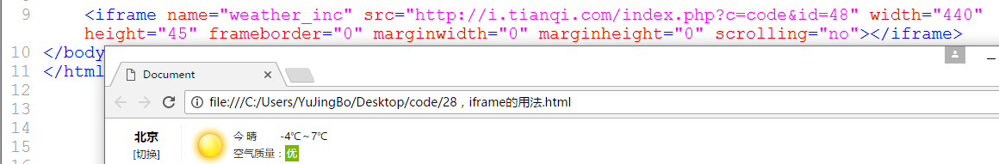 9 <iframe name="weather_inc" src="http://i.tianqi.com/index.php?c=code&id=48" width="440"
height="45" frameborder="0" marginwidth="0" marginheight="0" scrolling="no"></iframe>
10 </body
11 </html
12
13
14
15
16
Document
file:///C:/Users/YuJingBo/Desktop/code/28，iframe的用法.html
北京 今 晴 -4℃～7℃
[切换] 空气质量：优